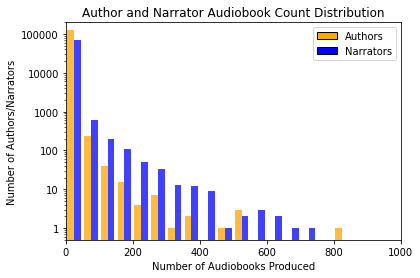 Author and Narrator Audiobook Count Distribution
Authors
Narrators
Number of Authors/Narrators
100000
10000
1000
100
10
1
0
200
400
600
800
1000
Number of Audiobooks Produced